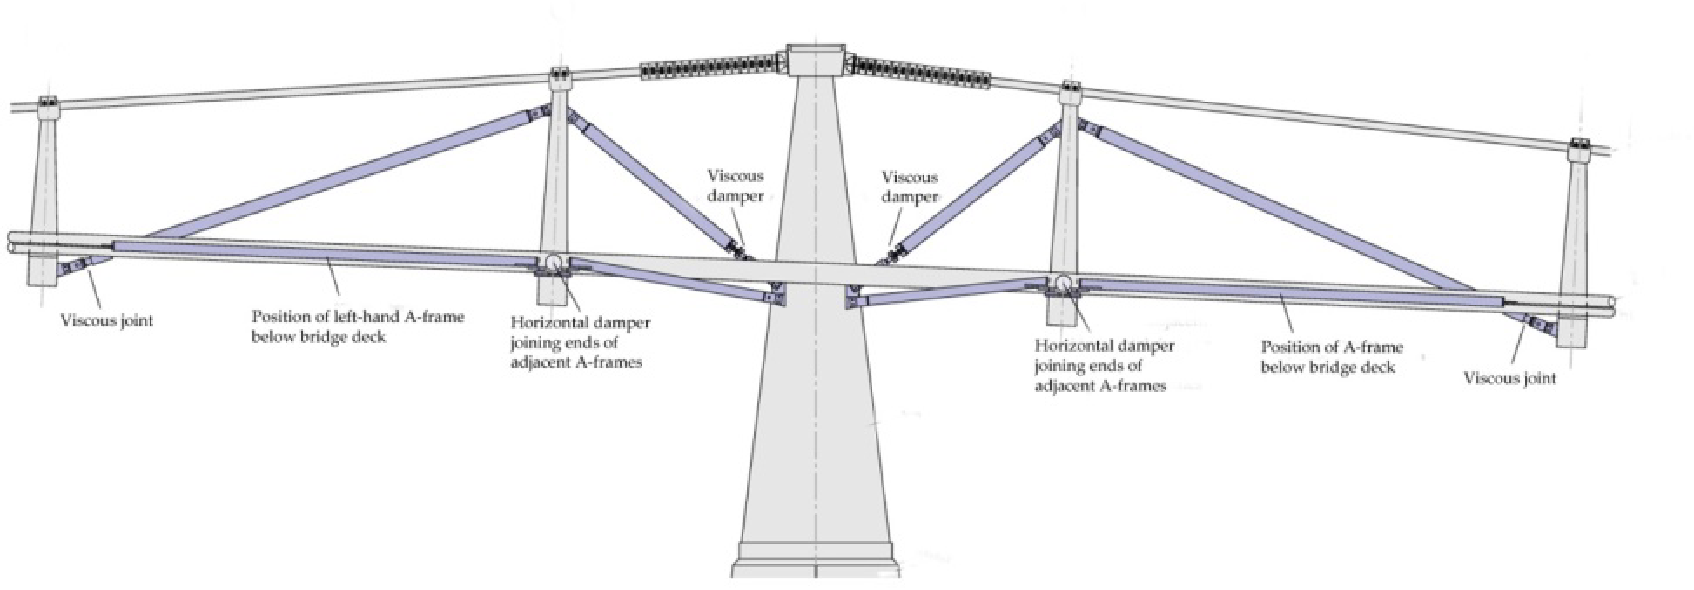 Viscous
damper
Viscous
damper
Viscous joint
Position of left-hand A-frame
below bridge deck
Horizontal damper
joining ends of
adjacent A-frames
Horizontal damper
joining ends of
adjacent A-frames
Position of A-frame
below bridge deck
Viscous joint